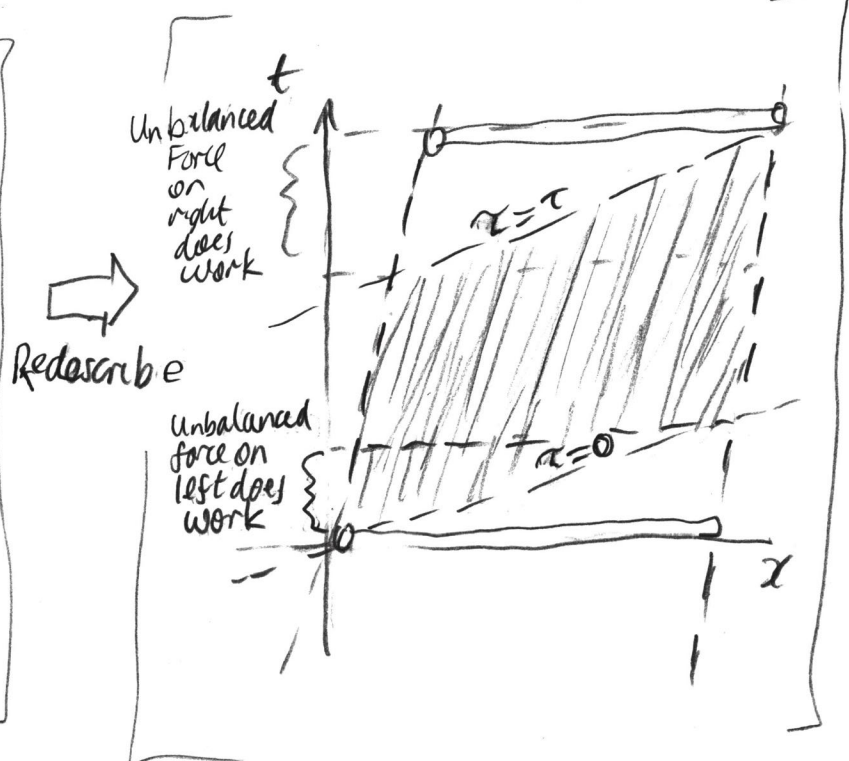 t
Unbalanced
Force
on
right
does
work
x = τ
Redescribe
Unbalanced
force on
left does
work
x = 0
x